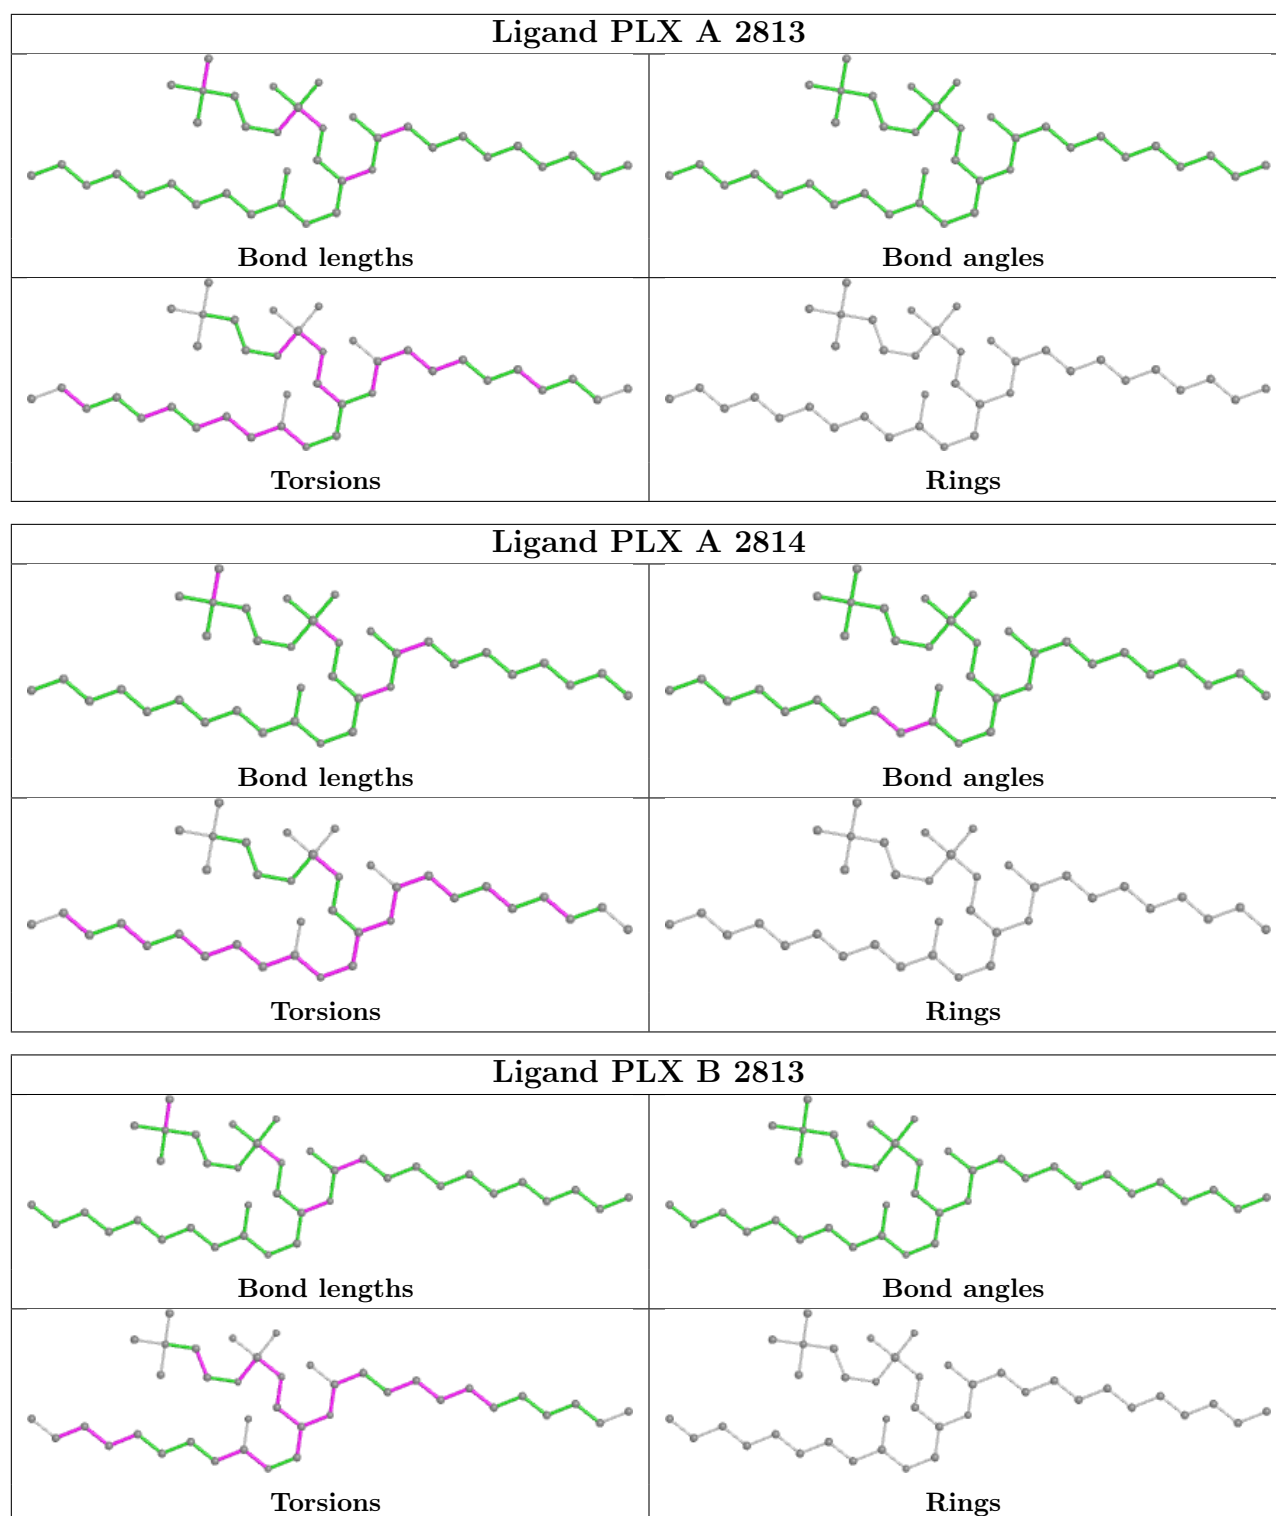 Ligand PLX A 2813
Bond lengths
Bond angles
Torsions
Rings
Ligand PLX A 2814
Bond lengths
Bond angles
Torsions
Rings
Ligand PLX B 2813
Bond lengths
Bond angles
Torsions
Rings